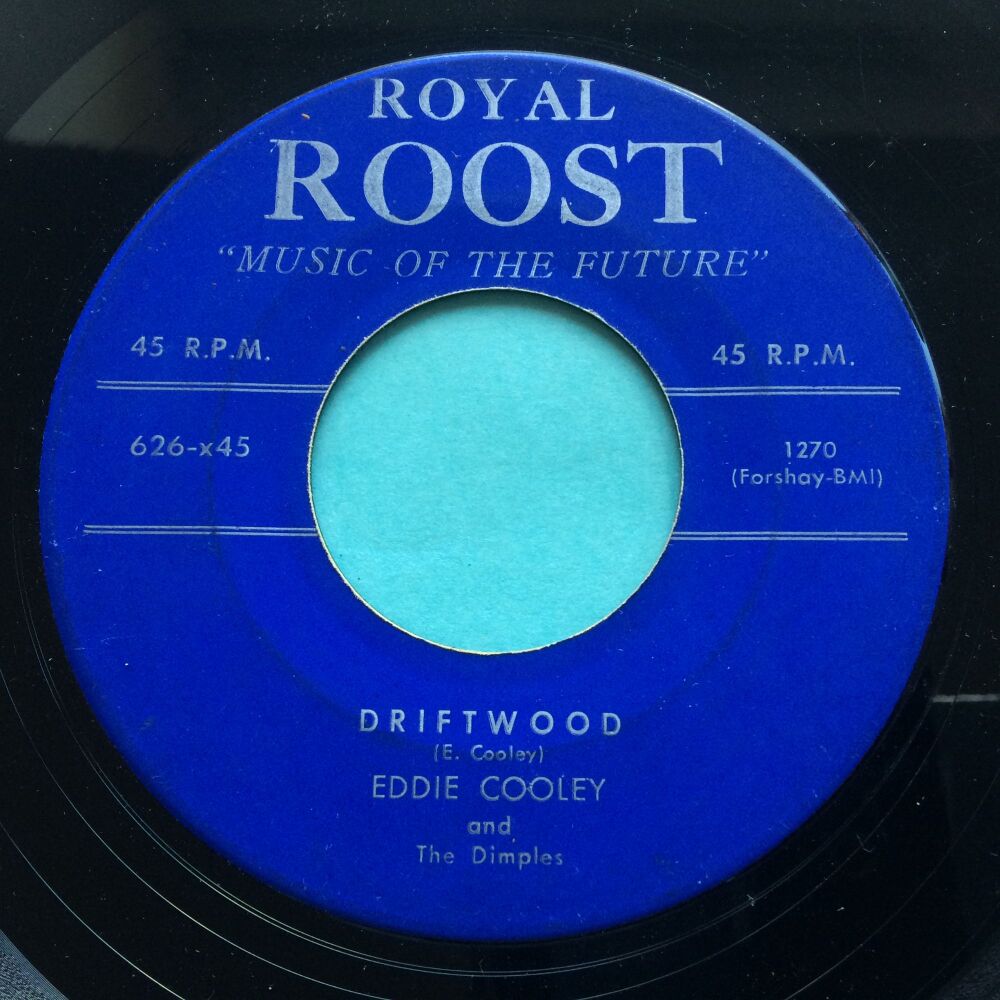 ROYAL
ROOST
"MUSIC OF THE FUTURE"
45 R.P.M.
45 R.P.M.
626-x45
1270
(Forshay-BMI)
DRIFTWOOD
(E. Cooley)
EDDIE COOLEY
and
The Dimples